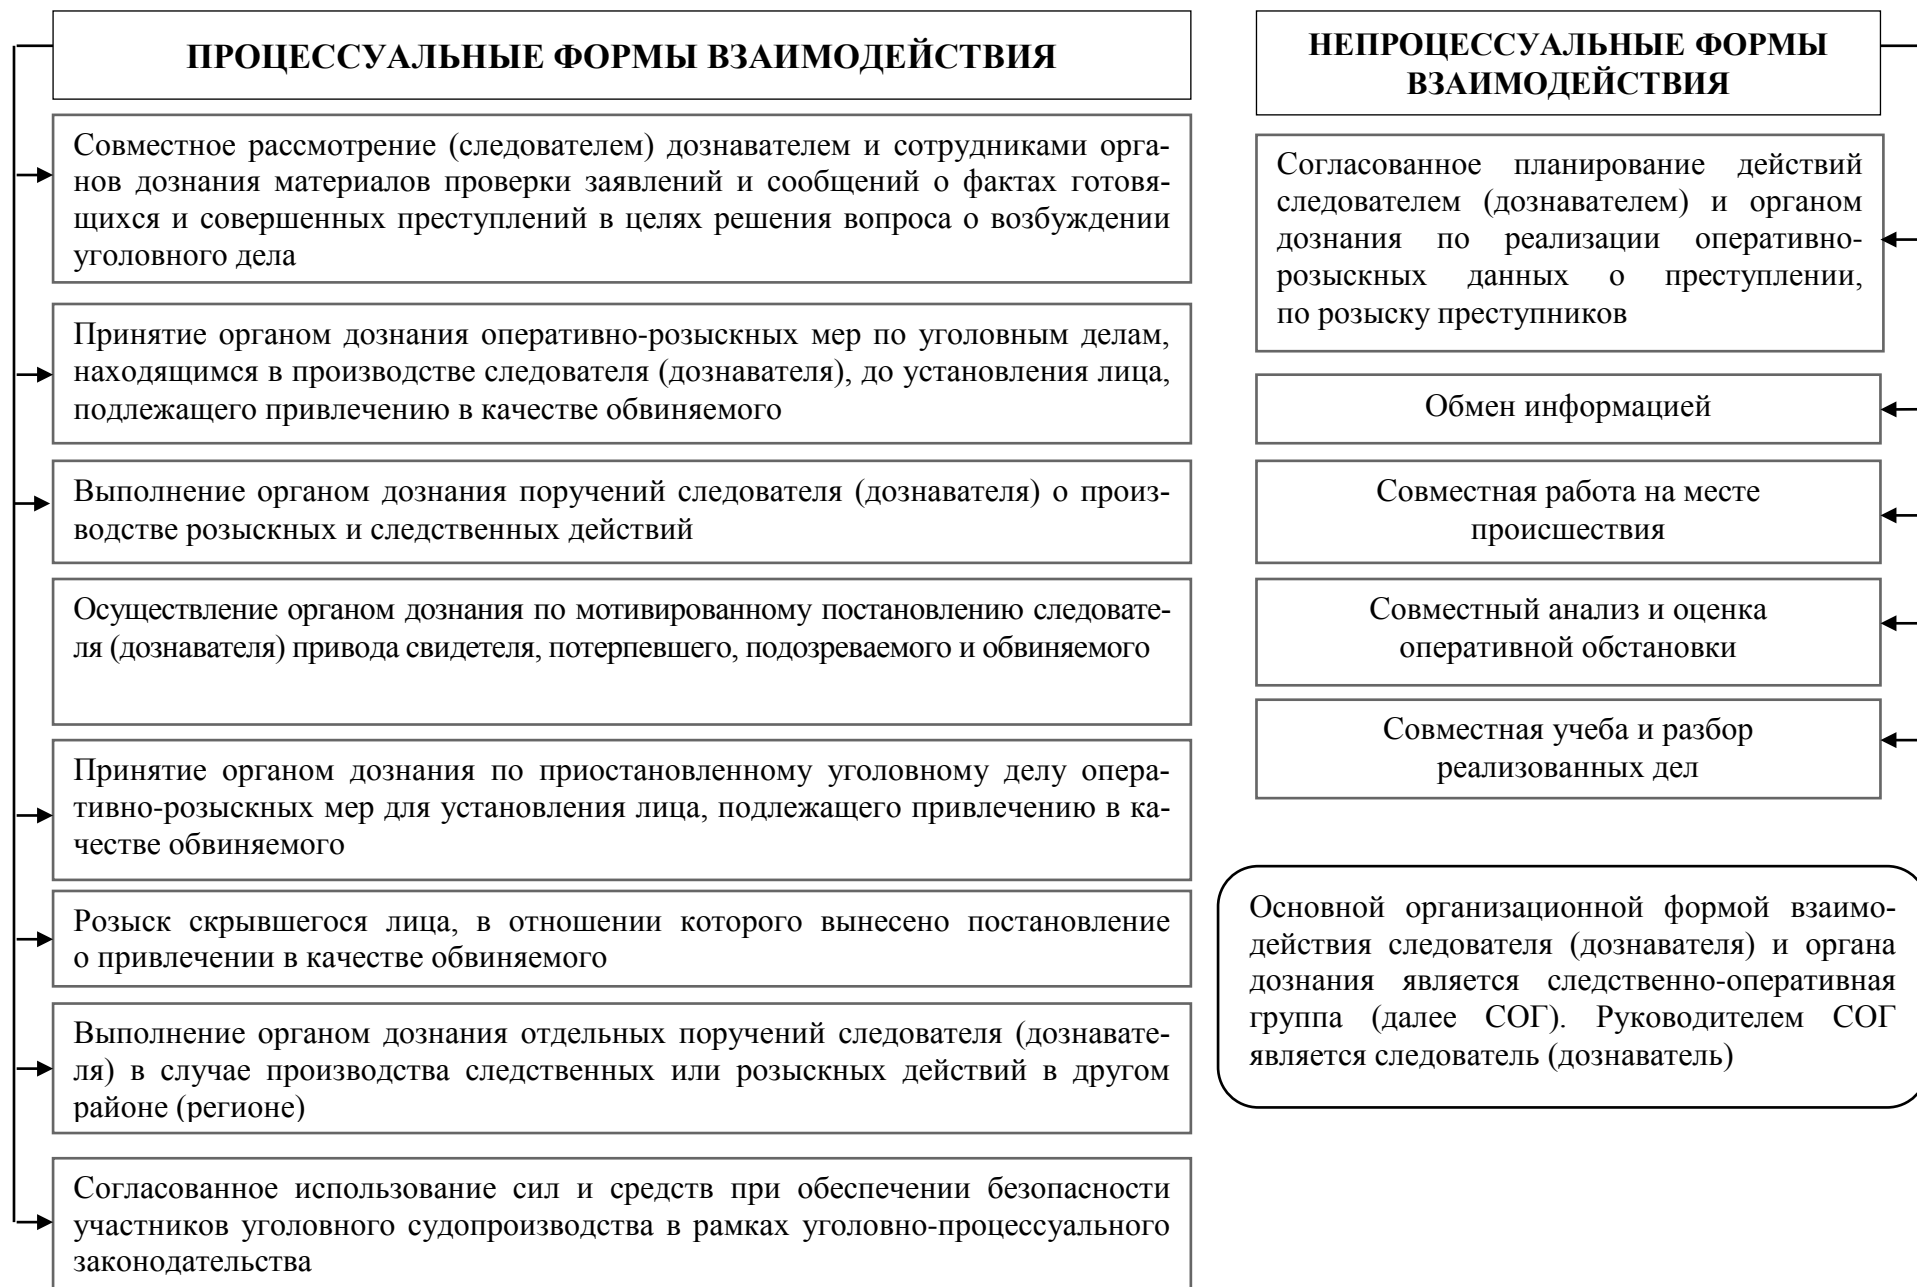 ПРОЦЕССУАЛЬНЫЕ ФОРМЫ ВЗАИМОДЕЙСТВИЯ
Совместное рассмотрение (следователем) дознавателем и сотрудниками орга-
нов дознания материалов проверки заявлений и сообщений о фактах готовя-
щихся и совершенных преступлений в целях решения вопроса о возбуждении
уголовного дела
Принятие органом дознания оперативно-розыскных мер по уголовным делам,
находящимся в производстве следователя (дознавателя), до установления лица,
подлежащего привлечению в качестве обвиняемого
Выполнение органом дознания поручений следователя (дознавателя) о произ-
водстве розыскных и следственных действий
Осуществление органом дознания по мотивированному постановлению следовате-
ля (дознавателя) привода свидетеля, потерпевшего, подозреваемого и обвиняемого
Принятие органом дознания по приостановленному уголовному делу опера-
тивно-розыскных мер для установления лица, подлежащего привлечению в ка-
честве обвиняемого
Розыск скрывшегося лица, в отношении которого вынесено постановление
о привлечении в качестве обвиняемого
Выполнение органом дознания отдельных поручений следователя (дознавате-
ля) в случае производства следственных или розыскных действий в другом
районе (регионе)
Согласованное использование сил и средств при обеспечении безопасности
участников уголовного судопроизводства в рамках уголовно-процессуального
законодательства
НЕПРОЦЕССУАЛЬНЫЕ ФОРМЫ
ВЗАИМОДЕЙСТВИЯ
Согласованное планирование действий
следователем (дознавателем) и органом
дознания по реализации оперативно-
розыскных данных о преступлении,
по розыску преступников
Обмен информацией
Совместная работа на месте
происшествия
Совместный анализ и оценка
оперативной обстановки
Совместная учеба и разбор
реализованных дел
Основной организационной формой взаимо-
действия следователя (дознавателя) и органа
дознания является следственно-оперативная
группа (далее СОГ). Руководителем СОГ
является следователь (дознаватель)